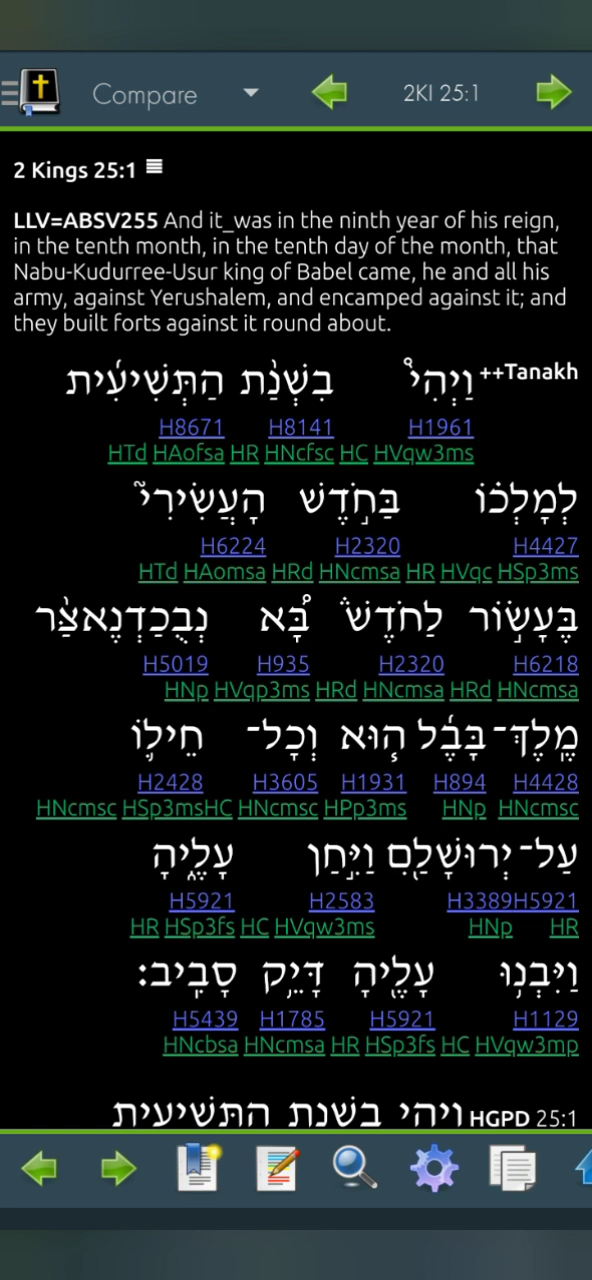 Compare
2KI 25:1
2 Kings 25:1
LLV=ABSV255 And it_was in the ninth year of his reign,
in the tenth month, in the tenth day of the month, that
Nabu-Kudurree-Usur king of Babel came, he and all his
army, against Yerushalem, and encamped against it; and
they built forts against it round about.
++Tanakh וַיְהִי֩ בִשְׁנַ֨ת הַתְּשִׁיעִ֜ית
H8671 H8141 H1961
HTd HAofsa HR HNcfsc HC HVqw3ms
לְמָלְכ֗וֹ בַּחֹ֣דֶשׁ הָעֲשִׂירִי֮
H6224 H2320 H4427
HTd HAomsa HRd HNcmsa HR HVqc HSp3ms
בֶּעָשׂ֣וֹר לַחֹדֶשׁ֒ בָּ֠א נְבֻכַדְנֶאצַּ֨ר
H5019 H935 H2320 H6218
HNp HVqp3ms HRd HNcmsa HRd HNcmsa
מֶֽלֶךְ־ בָּבֶ֜ל ה֧וּא וְכָל־ חֵיל֛וֹ
H2428 H3605 H1931 H894 H4428
HNcmsc HSp3msHC HNcmsc HPp3ms HNp HNcmsc
עַל־ יְרוּשָׁלִַ֖ם וַיִּ֣חַן עָלֶ֑יהָ
H5921 H2583 H3389H5921
HR HSp3fs HC HVqw3ms HNp HR
וַיִּבְנ֥וּ עָלֶ֖יהָ דָּיֵ֥ק סָבִֽיב׃
H5439 H1785 H5921 H1129
HNcbsa HNcmsa HR HSp3fs HC HVqw3mp
HGPD 25:1 ויהי בשׁנת התשׁיעית